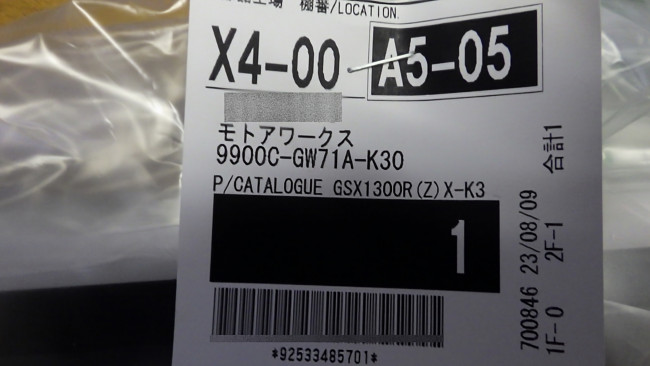 棚番/LOCATION
X4-00 A5-05
モトアワークス
9900C-GW71A-K30
P/CATALOGUE GSX1300R(Z)X-K3
1
*92533485701*
700846 23/08/09 合計1
1F-0 2F-1